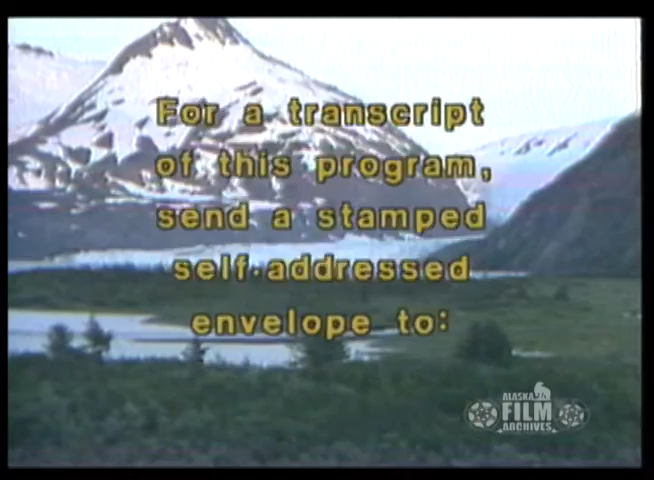 For a transcript
of this program,
send a stamped
self-addressed
envelope to:
ALASKA
FILM
ARCHIVES